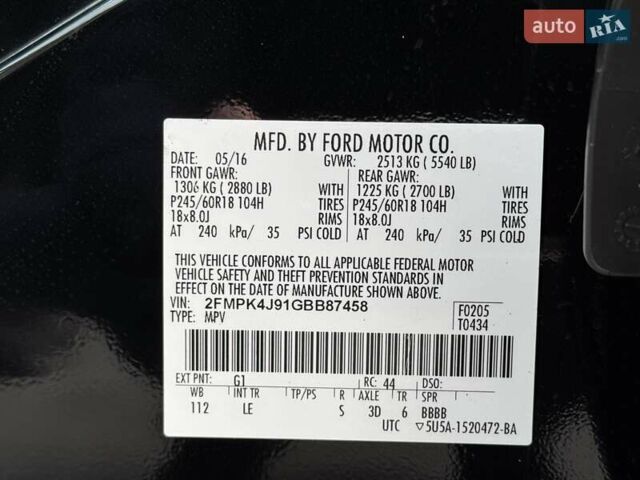 auto RIA.com
MFD. BY FORD MOTOR CO.
DATE: 05/16 GVWR: 2513 KG ( 5540 LB)
FRONT GAWR: REAR GAWR:
1306 KG ( 2880 LB) WITH 1225 KG ( 2700 LB) WITH
P245/60R18 104H TIRES P245/60R18 104H TIRES
18x8.0J RIMS 18x8.0J RIMS
AT 240 kPa/ 35 PSI COLD AT 240 kPa/ 35 PSI COLD
THIS VEHICLE CONFORMS TO ALL APPLICABLE FEDERAL MOTOR
VEHICLE SAFETY AND THEFT PREVENTION STANDARDS IN
EFFECT ON THE DATE OF MANUFACTURE SHOWN ABOVE.
VIN: 2FMPK4J91GBB87458 F0205
TYPE: MPV T0434
EXT PNT: G1 RC: 44 DSO:
WB INT TR TP/PS R AXLE TR SPR
112 LE S 3D 6 BBBB
UTC ▽5U5A-1520472-BA